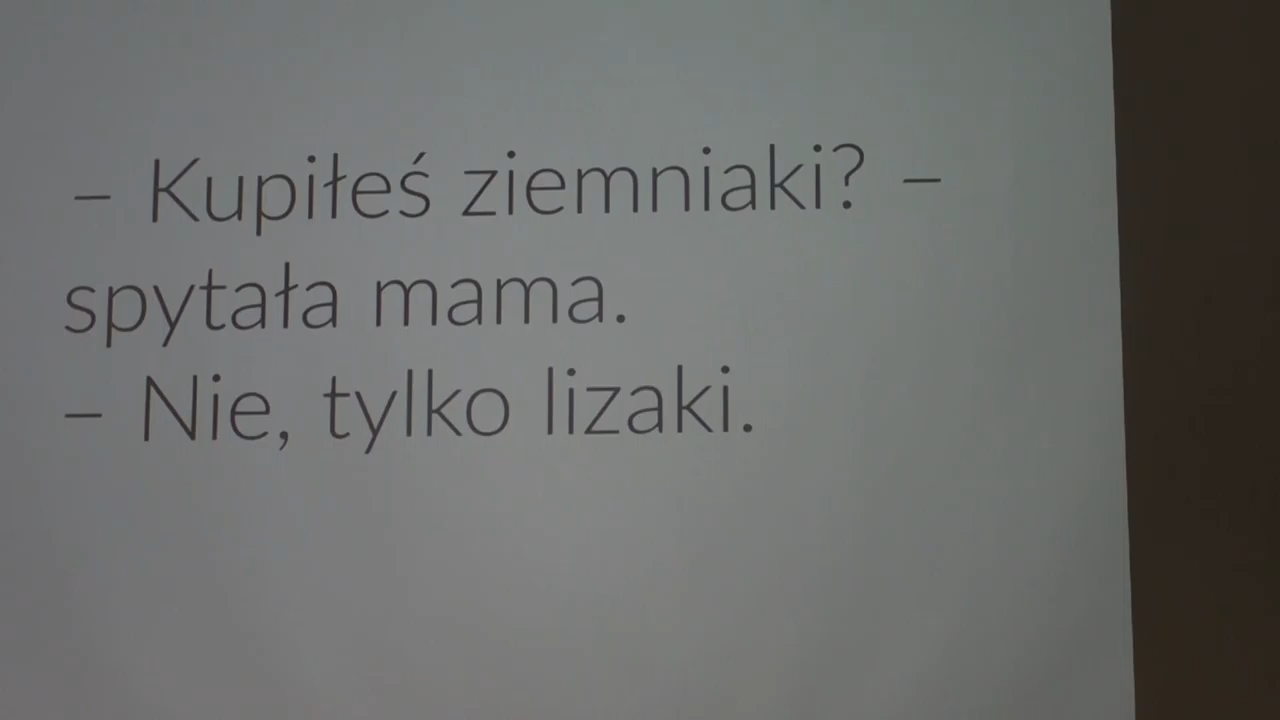 – Kupiłeś ziemniaki? –
spytała mama.
– Nie, tylko lizaki.